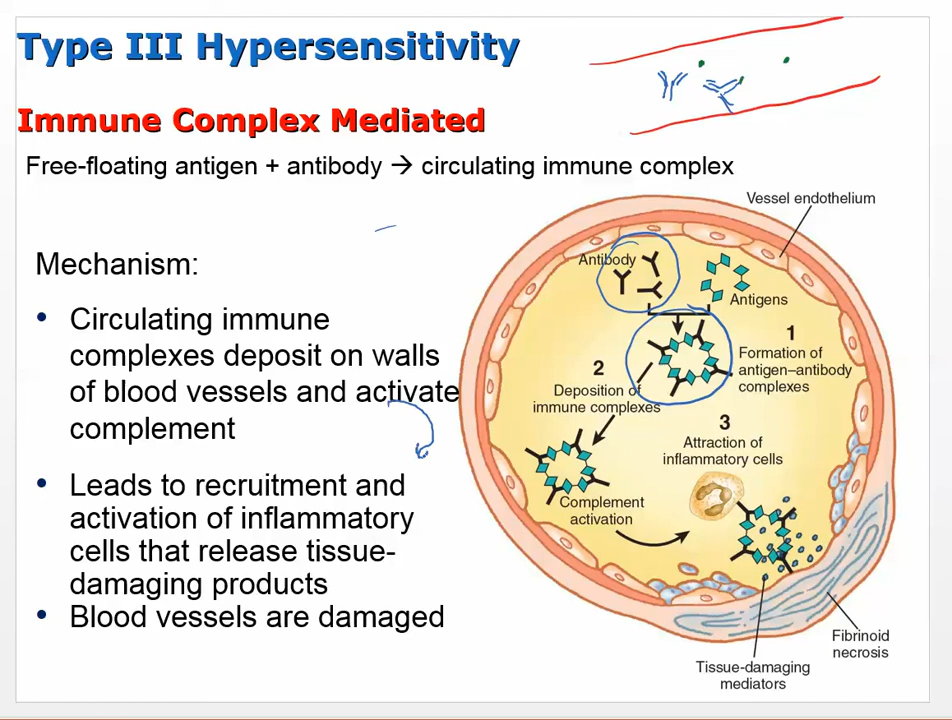 Type III Hypersensitivity
Immune Complex Mediated
Free-floating antigen + antibody → circulating immune complex
Mechanism:
• Circulating immune
complexes deposit on walls
of blood vessels and activate
complement
• Leads to recruitment and
activation of inflammatory
cells that release tissue-
damaging products
• Blood vessels are damaged
Vessel endothelium
Antibody
Antigens
1
Formation of
antigen–antibody
complexes
2
Deposition of
immune complexes
3
Attraction of
inflammatory cells
Complement
activation
Fibrinoid
necrosis
Tissue-damaging
mediators